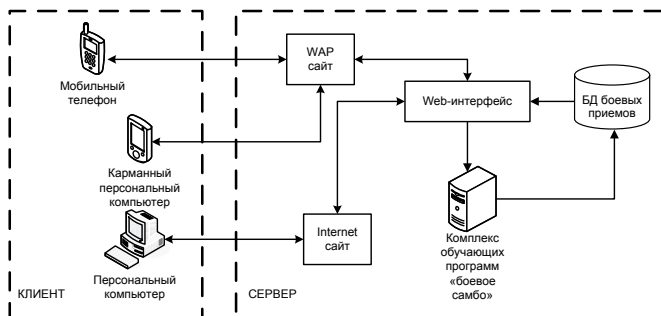 Мобильный
телефон
Карманный
персональный
компьютер
Персональный
компьютер
КЛИЕНТ
WAP
сайт
Web-интерфейс
БД боевых
приемов
Internet
сайт
Комплекс
обучающих
программ
«боевое
самбо»
СЕРВЕР